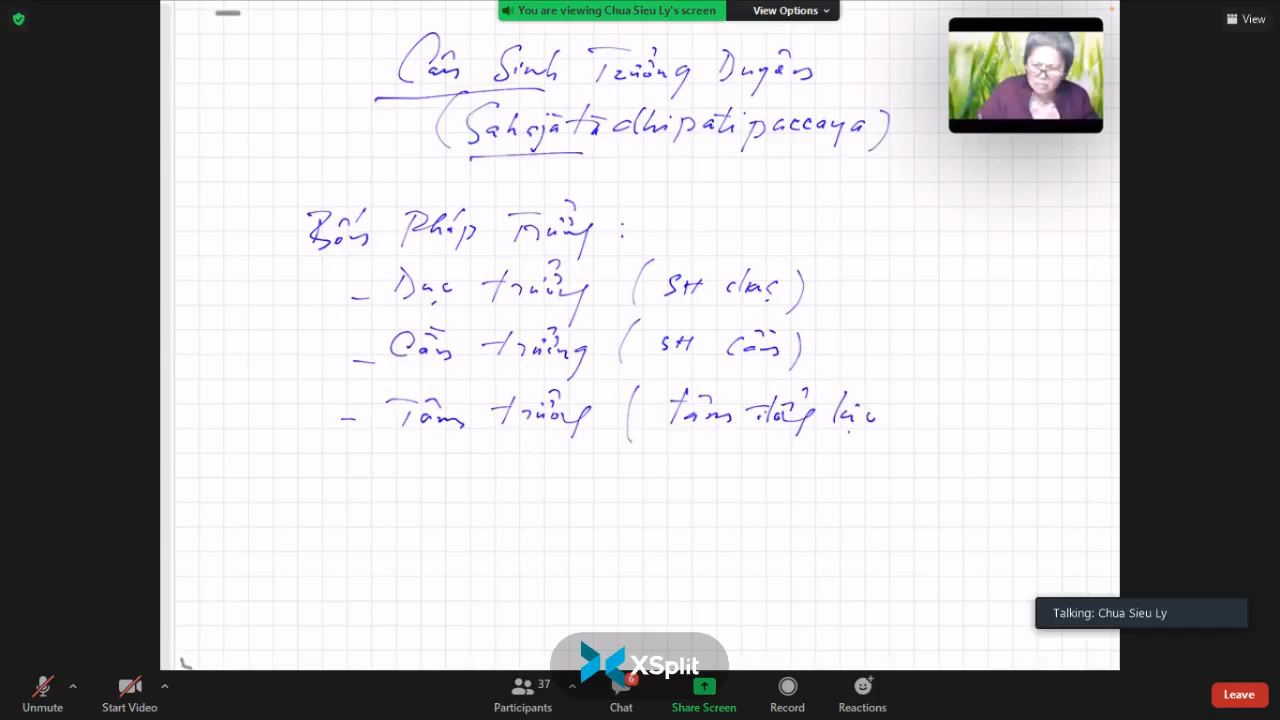 You are viewing Chua Sieu Ly's screen
View Options
View
Câu Sinh Trưởng Duyên
(Sahajātādhipatipaccaya)
Bốn Pháp Trưởng :
- Dục trưởng (SH dục)
- Cần trưởng (SH cần)
- Tâm trưởng (tâm đổng lực
Talking: Chua Sieu Ly
XSplit
Unmute
Start Video
37
Participants
6
Chat
Share Screen
Record
Reactions
Leave